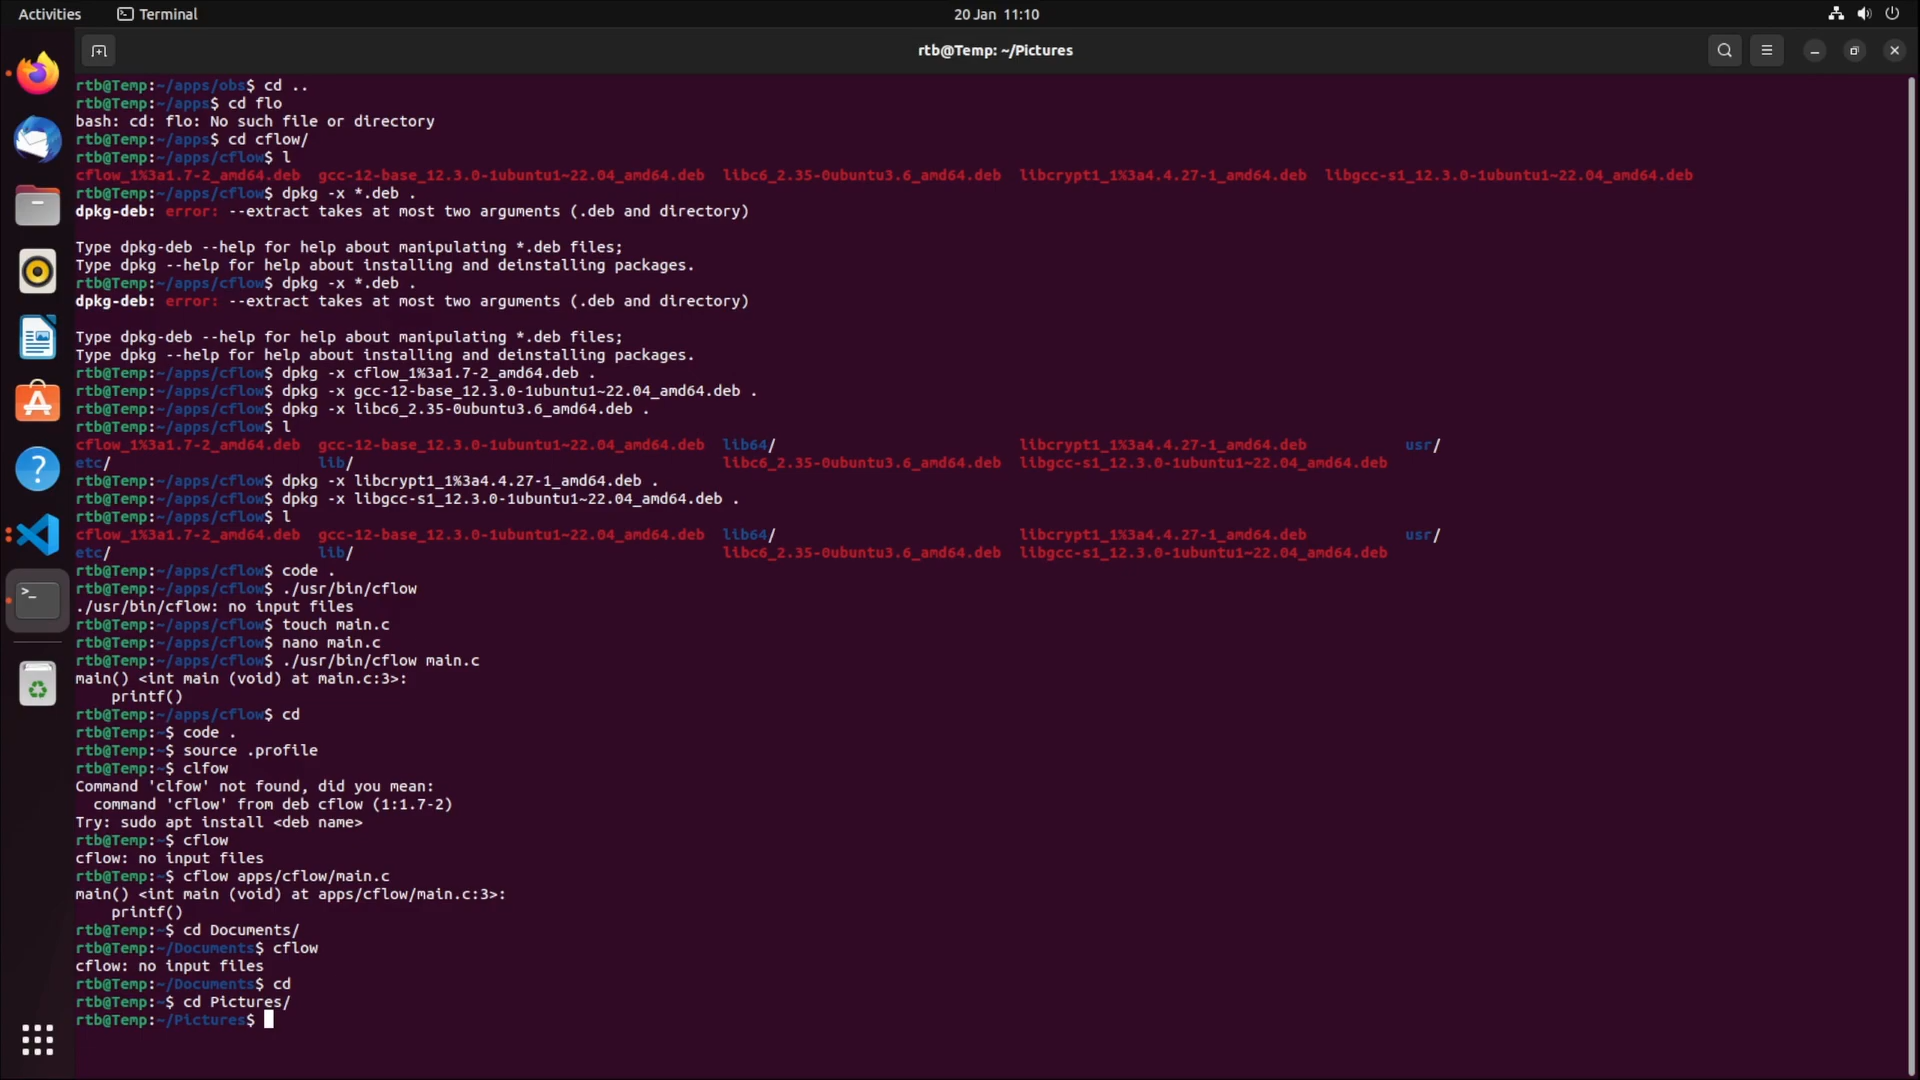 Activities
Terminal
20 Jan 11:10
rtb@Temp: ~/Pictures
rtb@Temp:~/apps/obs$ cd ..
rtb@Temp:~/apps$ cd flo
bash: cd: flo: No such file or directory
rtb@Temp:~/apps$ cd cflow/
rtb@Temp:~/apps/cflow$ l
cflow_1%3a1.7-2_amd64.deb  gcc-12-base_12.3.0-1ubuntu1~22.04_amd64.deb  libc6_2.35-0ubuntu3.6_amd64.deb  libcrypt1_1%3a4.4.27-1_amd64.deb  libgcc-s1_12.3.0-1ubuntu1~22.04_amd64.deb
rtb@Temp:~/apps/cflow$ dpkg -x *.deb .
dpkg-deb: error: --extract takes at most two arguments (.deb and directory)
Type dpkg-deb --help for help about manipulating *.deb files;
Type dpkg --help for help about installing and deinstalling packages.
rtb@Temp:~/apps/cflow$ dpkg -x *.deb .
dpkg-deb: error: --extract takes at most two arguments (.deb and directory)
Type dpkg-deb --help for help about manipulating *.deb files;
Type dpkg --help for help about installing and deinstalling packages.
rtb@Temp:~/apps/cflow$ dpkg -x cflow_1%3a1.7-2_amd64.deb .
rtb@Temp:~/apps/cflow$ dpkg -x gcc-12-base_12.3.0-1ubuntu1~22.04_amd64.deb .
rtb@Temp:~/apps/cflow$ dpkg -x libc6_2.35-0ubuntu3.6_amd64.deb .
rtb@Temp:~/apps/cflow$ l
cflow_1%3a1.7-2_amd64.deb  gcc-12-base_12.3.0-1ubuntu1~22.04_amd64.deb  lib64/  libcrypt1_1%3a4.4.27-1_amd64.deb  usr/
etc/  lib/  libc6_2.35-0ubuntu3.6_amd64.deb  libgcc-s1_12.3.0-1ubuntu1~22.04_amd64.deb
rtb@Temp:~/apps/cflow$ dpkg -x libcrypt1_1%3a4.4.27-1_amd64.deb .
rtb@Temp:~/apps/cflow$ dpkg -x libgcc-s1_12.3.0-1ubuntu1~22.04_amd64.deb .
rtb@Temp:~/apps/cflow$ l
cflow_1%3a1.7-2_amd64.deb  gcc-12-base_12.3.0-1ubuntu1~22.04_amd64.deb  lib64/  libcrypt1_1%3a4.4.27-1_amd64.deb  usr/
etc/  lib/  libc6_2.35-0ubuntu3.6_amd64.deb  libgcc-s1_12.3.0-1ubuntu1~22.04_amd64.deb
rtb@Temp:~/apps/cflow$ code .
rtb@Temp:~/apps/cflow$ ./usr/bin/cflow
./usr/bin/cflow: no input files
rtb@Temp:~/apps/cflow$ touch main.c
rtb@Temp:~/apps/cflow$ nano main.c
rtb@Temp:~/apps/cflow$ ./usr/bin/cflow main.c
main() <int main (void) at main.c:3>:
    printf()
rtb@Temp:~/apps/cflow$ cd
rtb@Temp:~$ code .
rtb@Temp:~$ source .profile
rtb@Temp:~$ clfow
Command 'clfow' not found, did you mean:
  command 'cflow' from deb cflow (1:1.7-2)
Try: sudo apt install <deb name>
rtb@Temp:~$ cflow
cflow: no input files
rtb@Temp:~$ cflow apps/cflow/main.c
main() <int main (void) at apps/cflow/main.c:3>:
    printf()
rtb@Temp:~$ cd Documents/
rtb@Temp:~/Documents$ cflow
cflow: no input files
rtb@Temp:~/Documents$ cd
rtb@Temp:~$ cd Pictures/
rtb@Temp:~/Pictures$